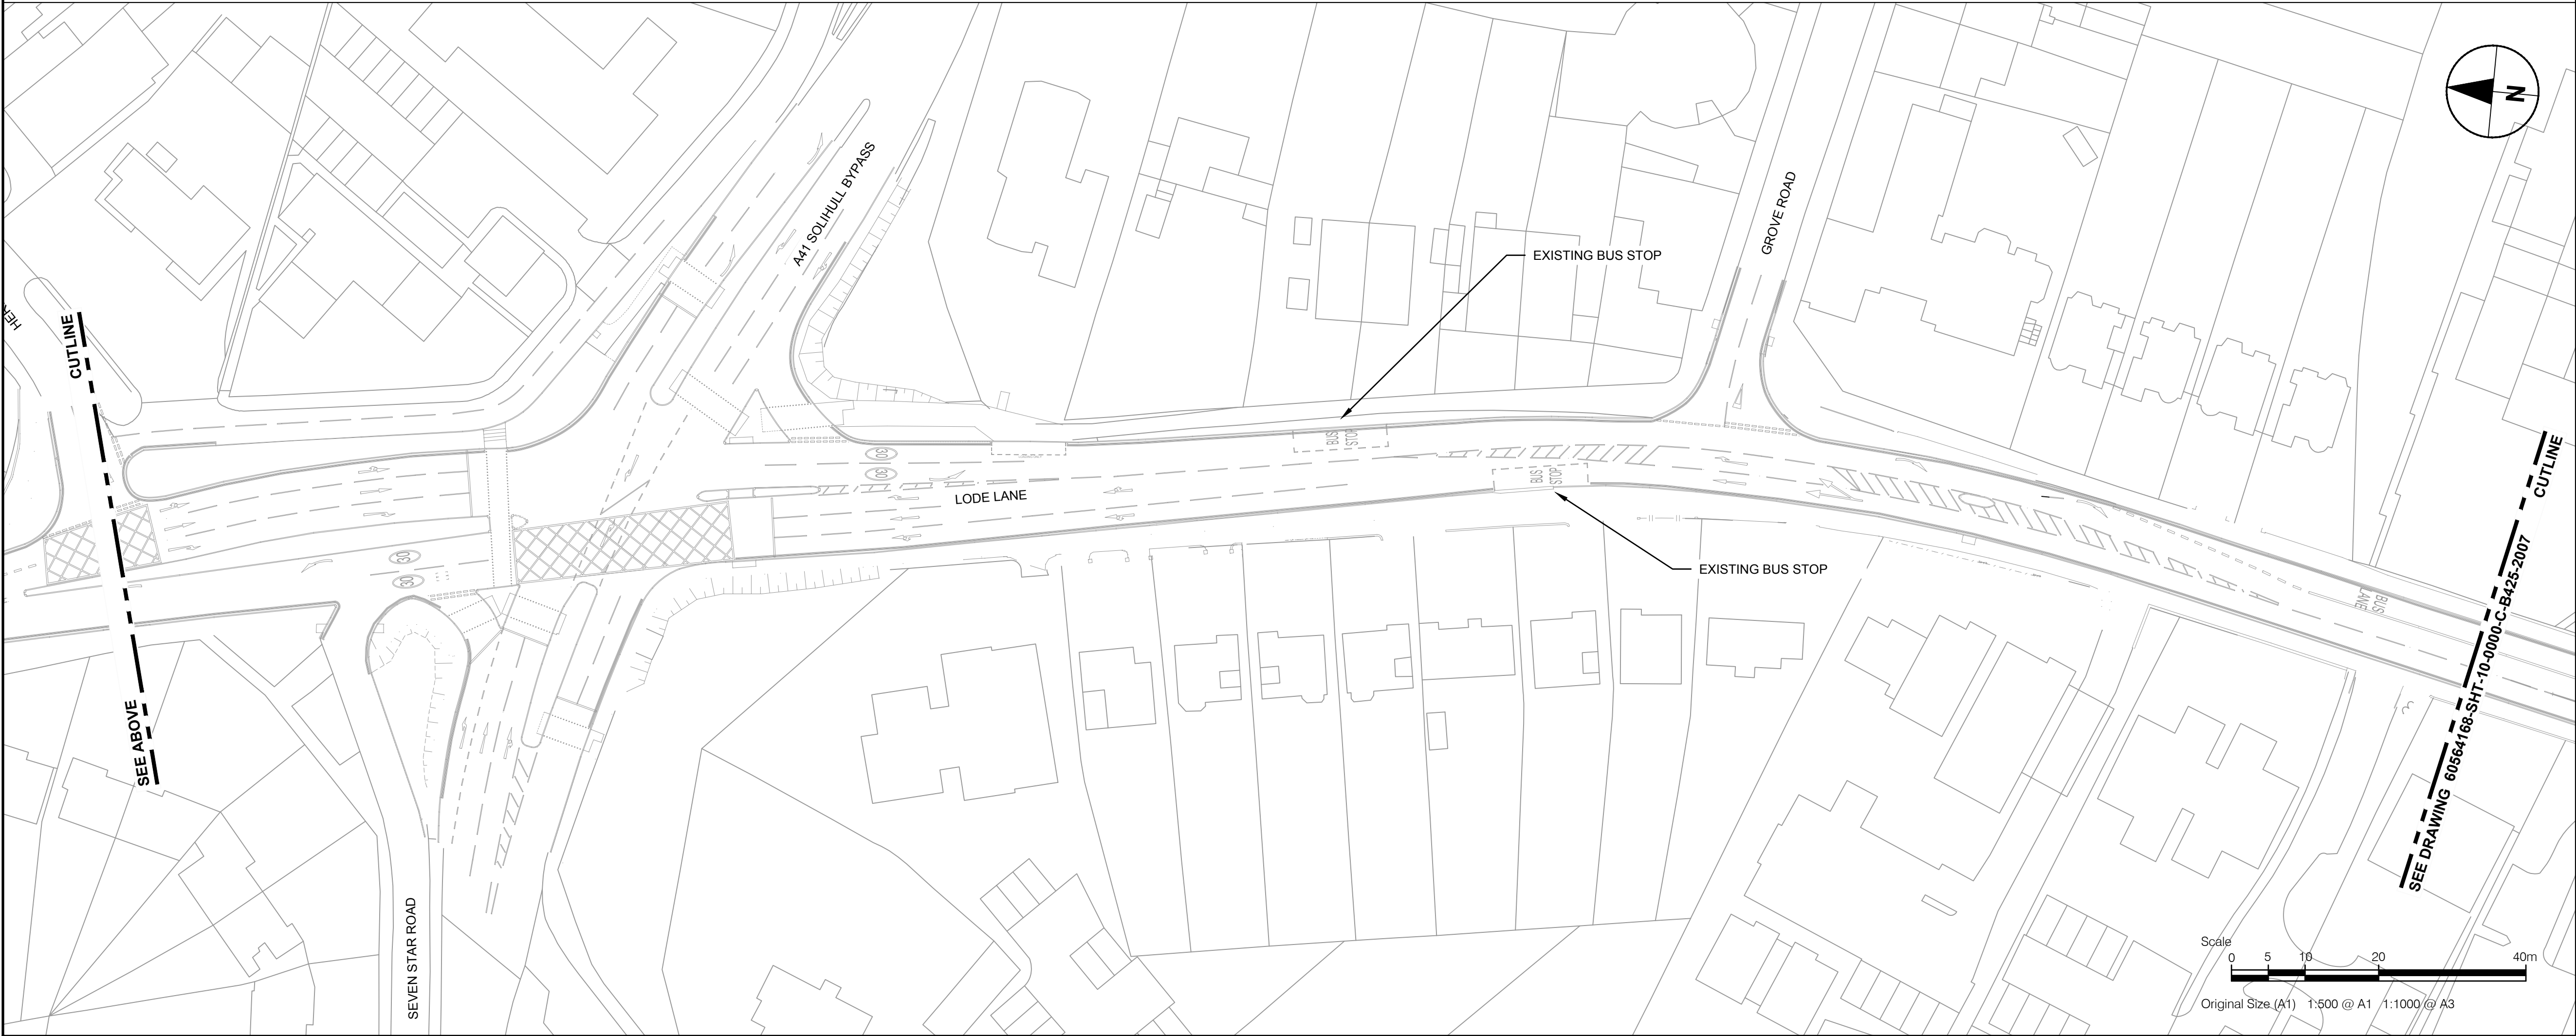 N
A41 SOLIHULL BYPASS
GROVE ROAD
EXISTING BUS STOP
HER
CUTLINE
CUTLINE
BUS
STOP
30
30
BUS
STOP
LODE LANE
30
30
EXISTING BUS STOP
BUS
LANE
SEE ABOVE
SEE DRAWING 60564168-SHT-10-0000-C-B425-2007
SEVEN STAR ROAD
Scale
0 5 10 20 40m
Original Size (A1) 1:500 @ A1 1:1000 @ A3